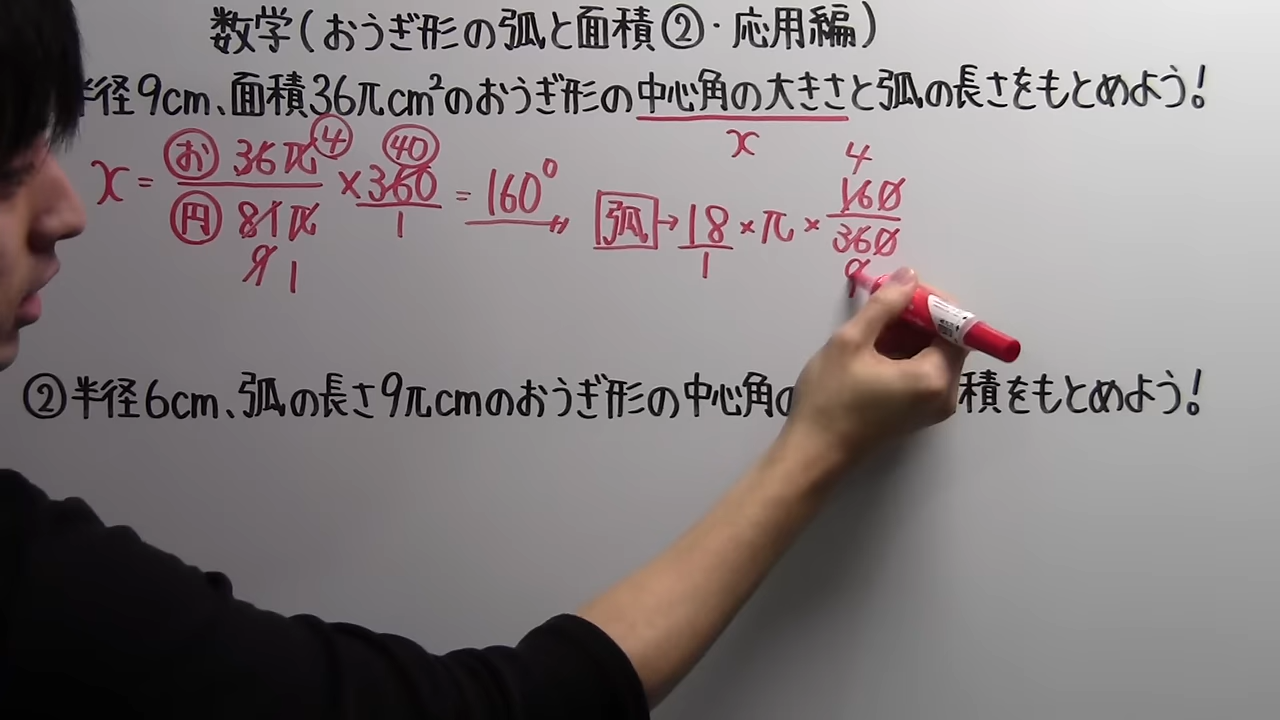 数学(おうぎ形の弧と面積②・応用編)
半径9cm、面積36πcm²のおうぎ形の中心角の大きさと弧の長さをもとめよう!
x
x = お 36π 4 / 円 81π 9 1 × 40 360 / 1 = 160° 弧 → 18 / 1 × π × 4 160 / 360 9
②半径6cm、弧の長さ9πcmのおうぎ形の中心角の 積をもとめよう!